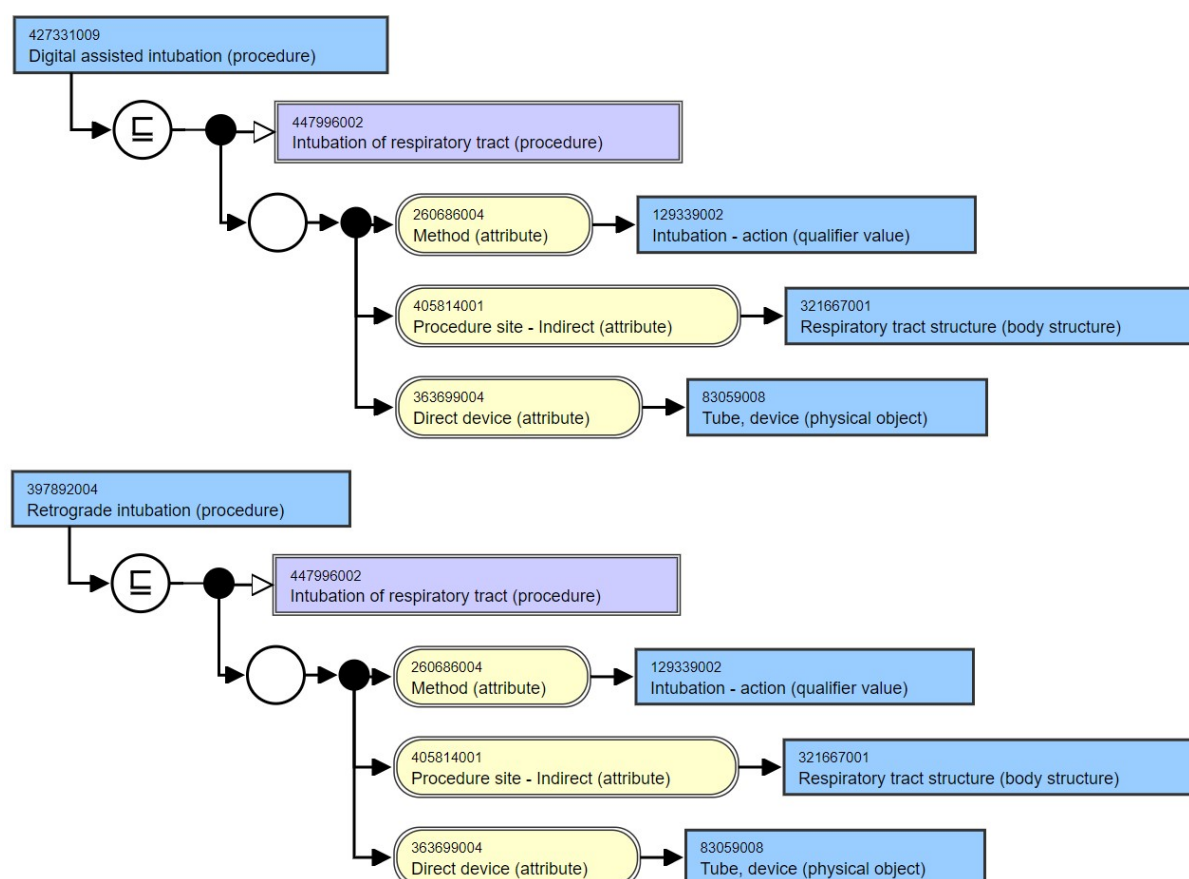 427331009
Digital assisted intubation (procedure)
⊑
447996002
Intubation of respiratory tract (procedure)
260686004
Method (attribute)
129339002
Intubation - action (qualifier value)
405814001
Procedure site - Indirect (attribute)
321667001
Respiratory tract structure (body structure)
363699004
Direct device (attribute)
83059008
Tube, device (physical object)
397892004
Retrograde intubation (procedure)
⊑
447996002
Intubation of respiratory tract (procedure)
260686004
Method (attribute)
129339002
Intubation - action (qualifier value)
405814001
Procedure site - Indirect (attribute)
321667001
Respiratory tract structure (body structure)
363699004
Direct device (attribute)
83059008
Tube, device (physical object)